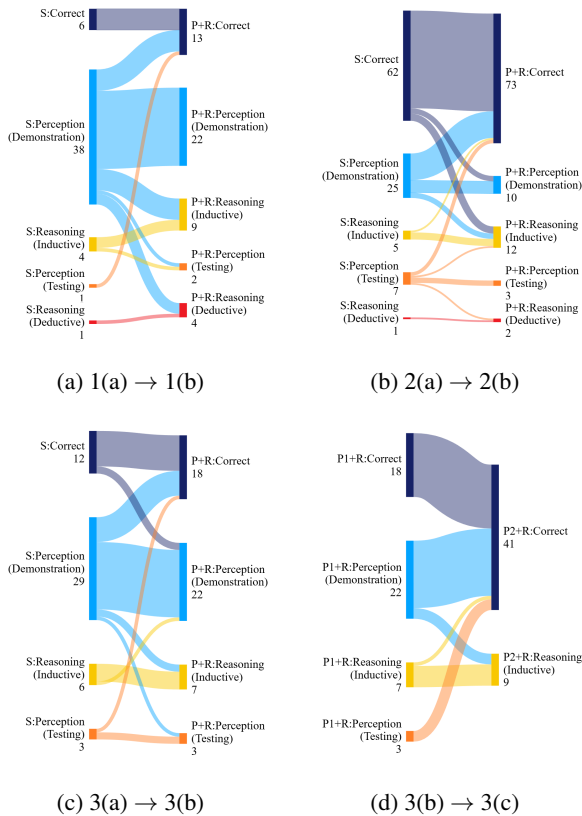 S:Correct
6
S:Perception
(Demonstration)
38
S:Reasoning
(Inductive)
4
S:Perception
(Testing)
1
S:Reasoning
(Deductive)
1
P+R:Correct
13
P+R:Perception
(Demonstration)
22
P+R:Reasoning
(Inductive)
9
P+R:Perception
(Testing)
2
P+R:Reasoning
(Deductive)
4
(a) 1(a) → 1(b)
S:Correct
62
S:Perception
(Demonstration)
25
S:Reasoning
(Inductive)
5
S:Perception
(Testing)
7
S:Reasoning
(Deductive)
1
P+R:Correct
73
P+R:Perception
(Demonstration)
10
P+R:Reasoning
(Inductive)
12
P+R:Perception
(Testing)
3
P+R:Reasoning
(Deductive)
2
(b) 2(a) → 2(b)
S:Correct
12
S:Perception
(Demonstration)
29
S:Reasoning
(Inductive)
6
S:Perception
(Testing)
3
P+R:Correct
18
P+R:Perception
(Demonstration)
22
P+R:Reasoning
(Inductive)
7
P+R:Perception
(Testing)
3
(c) 3(a) → 3(b)
P1+R:Correct
18
P1+R:Perception
(Demonstration)
22
P1+R:Reasoning
(Inductive)
7
P1+R:Perception
(Testing)
3
P2+R:Correct
41
P2+R:Reasoning
(Inductive)
9
(d) 3(b) → 3(c)